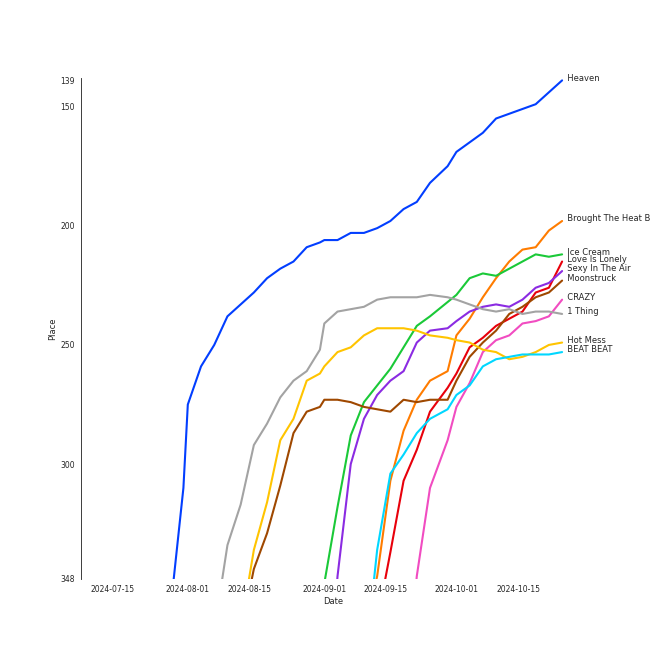 139
150
200
250
300
348
Place
2024-07-15
2024-08-01
2024-08-15
2024-09-01
2024-09-15
2024-10-01
2024-10-15
Date
Heaven
Brought The Heat B
Ice Cream
Love Is Lonely
Sexy In The Air
Moonstruck
CRAZY
1 Thing
Hot Mess
BEAT BEAT